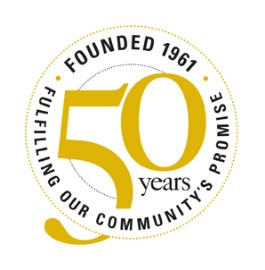 • FOUNDED 1961 •
50
years
FULFILLING OUR COMMUNITY'S PROMISE